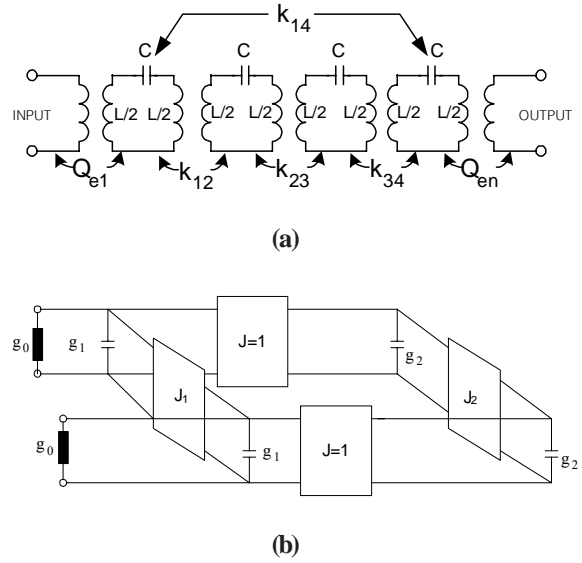 k14
C C C C
INPUT L/2 L/2 L/2 L/2 L/2 L/2 L/2 L/2 OUTPUT
Qe1 k12 k23 k34 Qen
(a)
g0 g1 J=1 g2
J1 J2
g0 g1 J=1 g2
(b)